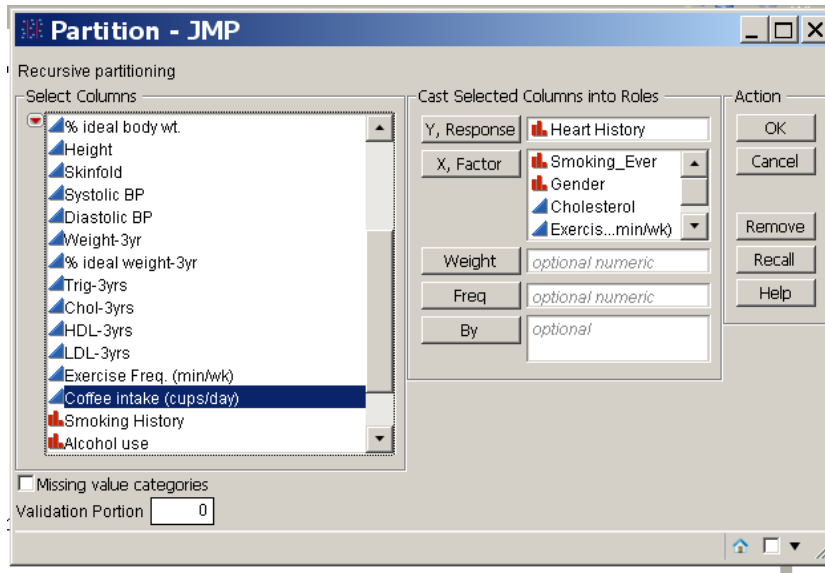 Partition - JMP
Recursive partitioning
Select Columns
% ideal body wt.
Height
Skinfold
Systolic BP
Diastolic BP
Weight-3yr
% ideal weight-3yr
Trig-3yrs
Chol-3yrs
HDL-3yrs
LDL-3yrs
Exercise Freq. (min/wk)
Coffee intake (cups/day)
Smoking History
Alcohol use
Cast Selected Columns into Roles
Y, Response
Heart History
X, Factor
Smoking_Ever
Gender
Cholesterol
Exercis...min/wk)
Weight
optional numeric
Freq
optional numeric
By
optional
Action
OK
Cancel
Remove
Recall
Help
Missing value categories
Validation Portion 0